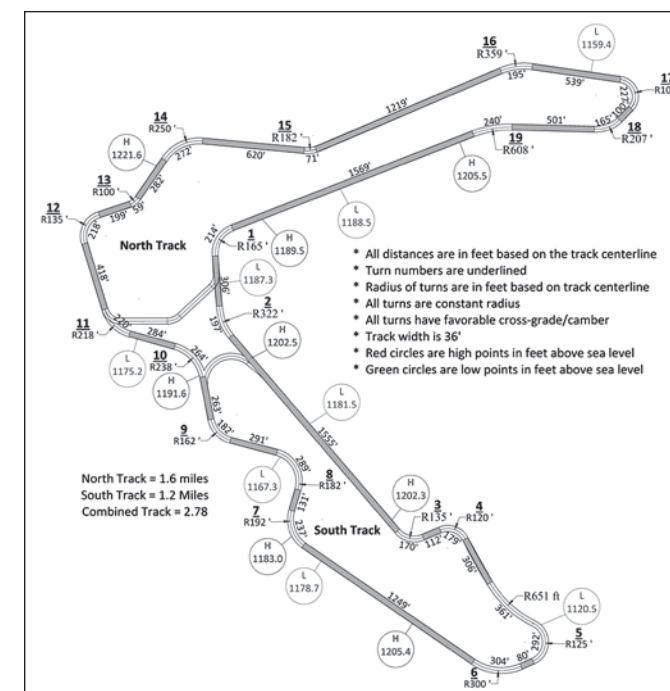 16
R359 '
L
1159.4
195'
539'
17
R10
227'
100'
165'
18
R207 '
14
R250 '
272'
15
R182 '
71'
1219'
620'
240'
501'
19
R608 '
H
1221.6
282'
13
R100 '
59'
12
R135 '
218'
199'
North Track
1569'
H
1205.5
L
1188.5
214'
1
R165 '
H
1189.5
L
1187.3
306'
418'
2
R322 '
197'
H
1202.5
220'
11
R218 '
284'
L
1175.2
10
R238 '
264'
H
1191.6
* All distances are in feet based on the track centerline
* Turn numbers are underlined
* Radius of turns are in feet based on track centerline
* All turns are constant radius
* All turns have favorable cross-grade/camber
* Track width is 36'
* Red circles are high points in feet above sea level
* Green circles are low points in feet above sea level
L
1181.5
263'
9
R162 '
182'
291'
1555'
289'
L
1167.3
8
R182 '
131'
North Track = 1.6 miles
South Track = 1.2 Miles
Combined Track = 2.78
H
1202.3
3
R135 '
4
R120 '
170'
112'
179'
7
R192 '
237'
South Track
H
1183.0
L
1178.7
306'
R651 ft
361'
L
1120.5
1249'
H
1205.4
5
R125 '
292'
80'
304'
6
R300 '